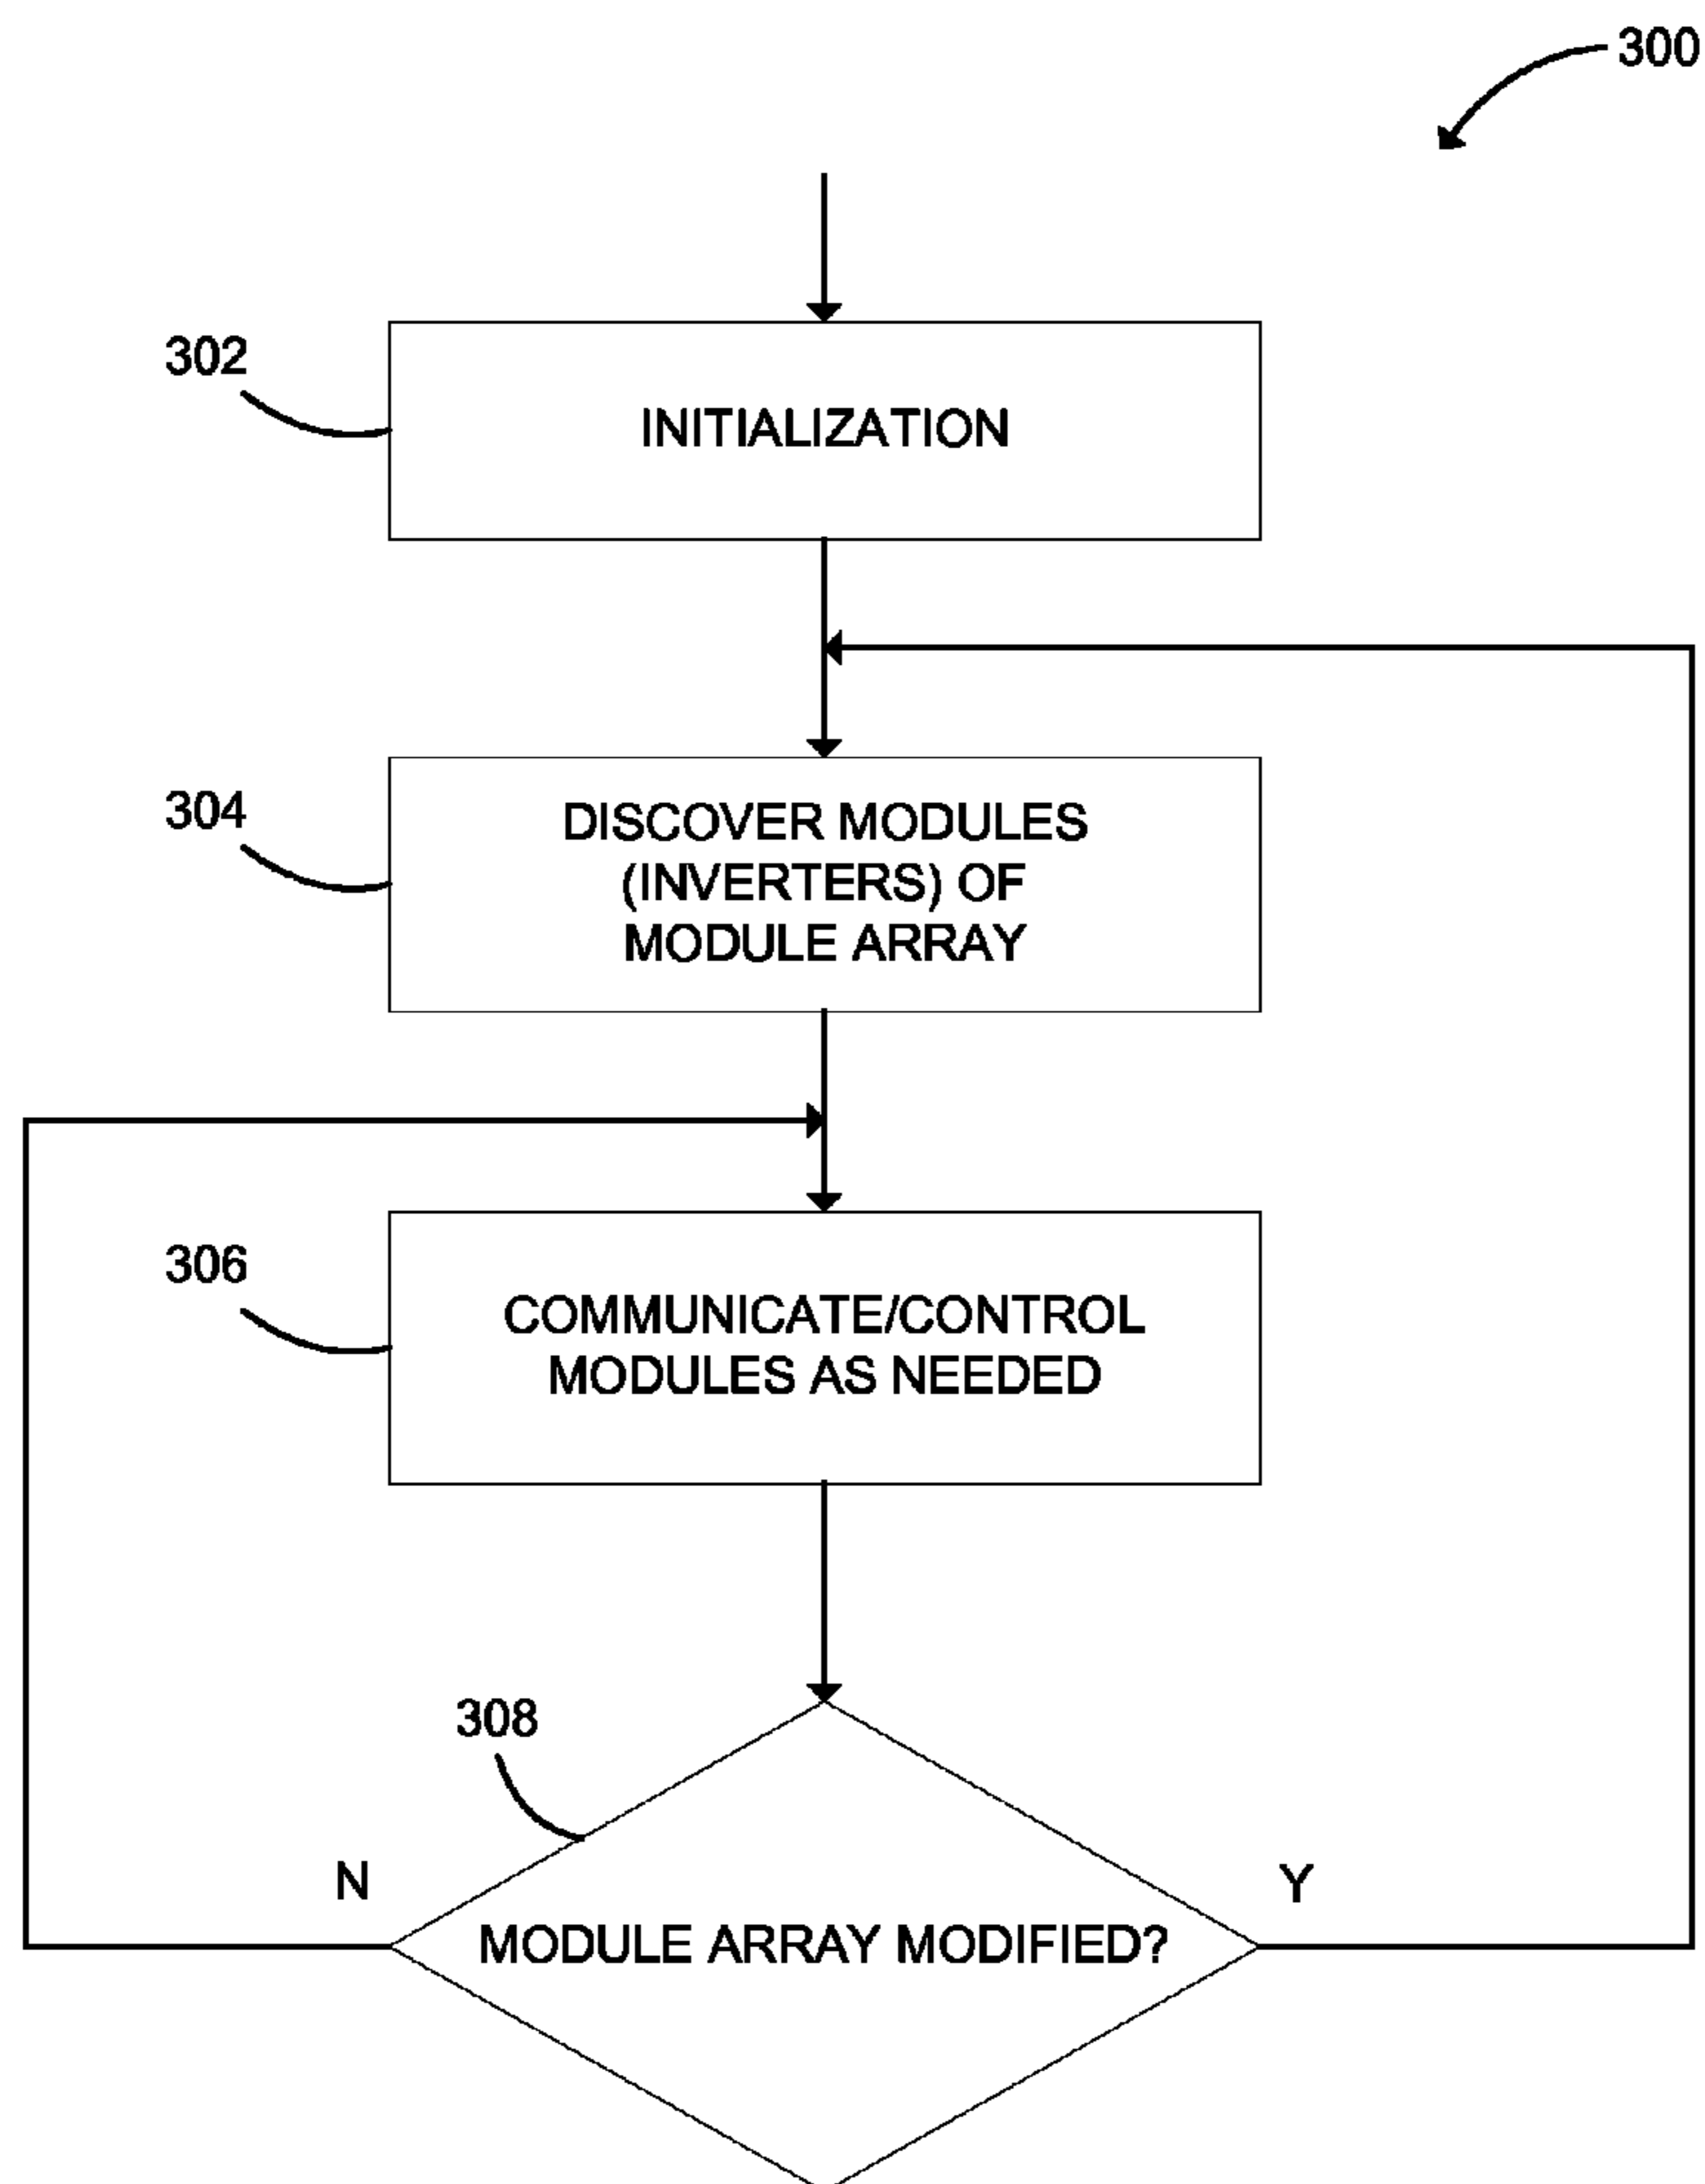 300
302
INITIALIZATION
304
DISCOVER MODULES
(INVERTERS) OF
MODULE ARRAY
306
COMMUNICATE/CONTROL
MODULES AS NEEDED
308
N
Y
MODULE ARRAY MODIFIED?